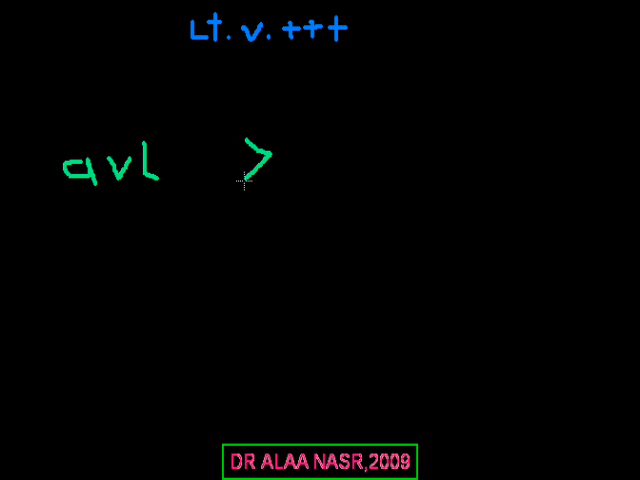 Lt. v. +++
avl >
DR ALAA NASR,2009